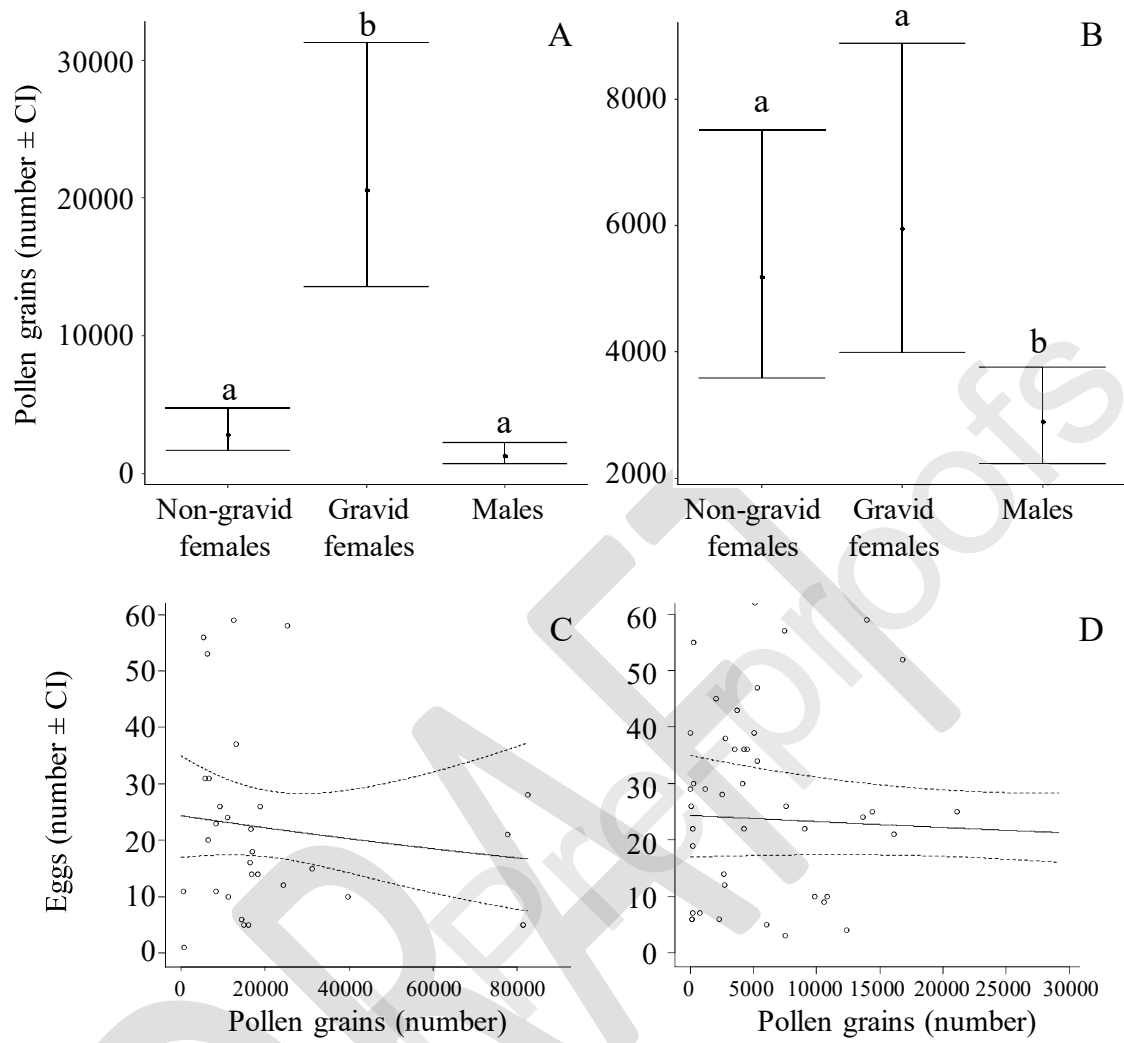 A
b
30000
20000
10000
0
a
a
Pollen grains (number ± CI)
Non-gravid
females
Gravid
females
Males
B
a
a
b
8000
6000
4000
2000
Non-gravid
females
Gravid
females
Males
C
60
50
40
30
20
10
0
Eggs (number ± CI)
0
20000
40000
60000
80000
Pollen grains (number)
D
60
50
40
30
20
10
0
0
5000
10000
15000
20000
25000
30000
Pollen grains (number)
DRAFT
Preprroofs